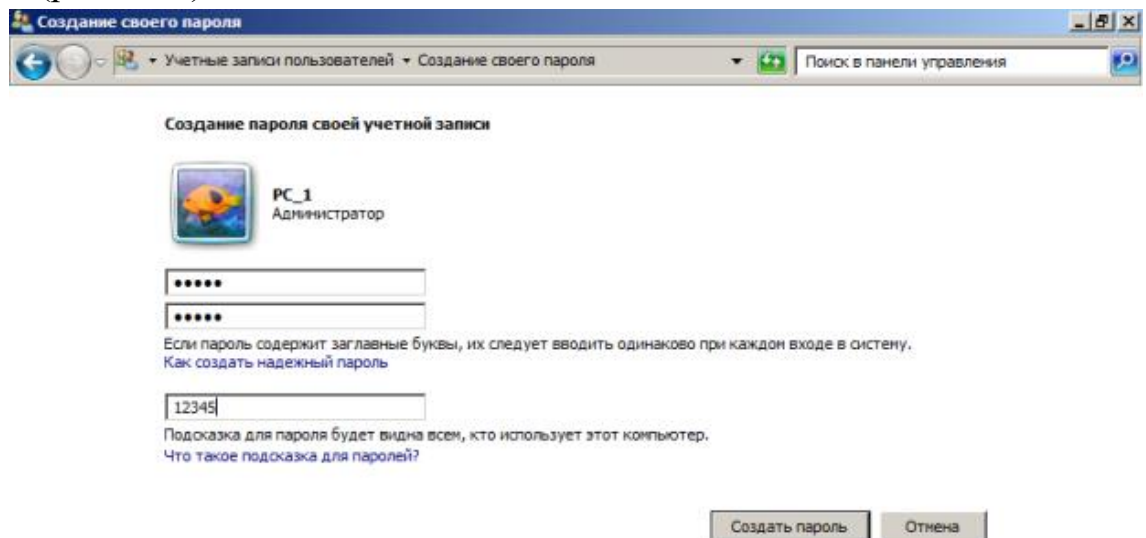 Создание своего пароля
Учетные записи пользователей Создание своего пароля Поиск в панели управления
Создание пароля своей учетной записи
PC_1
Администратор
•••••
•••••
Если пароль содержит заглавные буквы, их следует вводить одинаково при каждом входе в систему.
Как создать надежный пароль
12345
Подсказка для пароля будет видна всем, кто использует этот компьютер.
Что такое подсказка для паролей?
Создать пароль Отмена